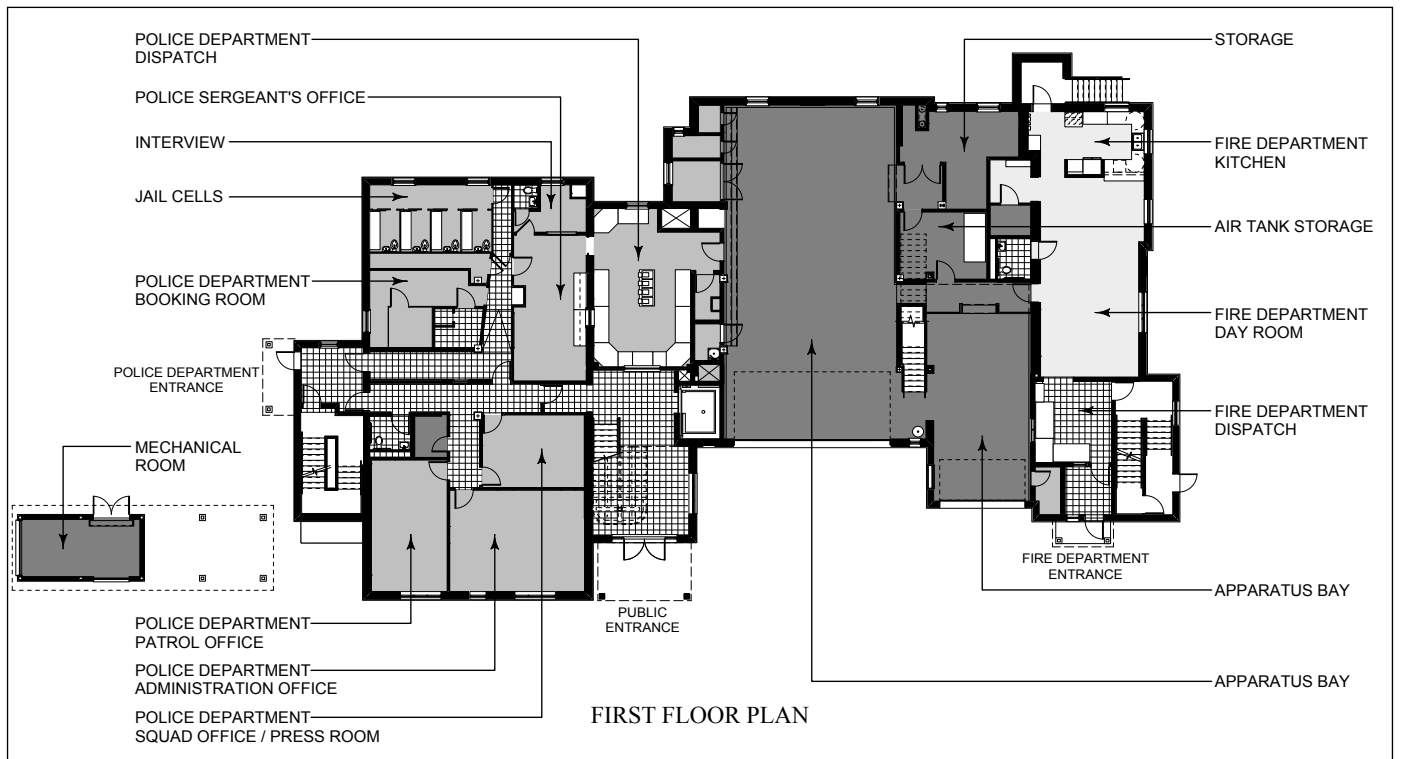 POLICE DEPARTMENT
DISPATCH
POLICE SERGEANT'S OFFICE
INTERVIEW
JAIL CELLS
POLICE DEPARTMENT
BOOKING ROOM
POLICE DEPARTMENT
ENTRANCE
MECHANICAL
ROOM
POLICE DEPARTMENT
PATROL OFFICE
POLICE DEPARTMENT
ADMINISTRATION OFFICE
POLICE DEPARTMENT
SQUAD OFFICE / PRESS ROOM
PUBLIC
ENTRANCE
FIRST FLOOR PLAN
STORAGE
FIRE DEPARTMENT
KITCHEN
AIR TANK STORAGE
FIRE DEPARTMENT
DAY ROOM
FIRE DEPARTMENT
DISPATCH
FIRE DEPARTMENT
ENTRANCE
APPARATUS BAY
APPARATUS BAY